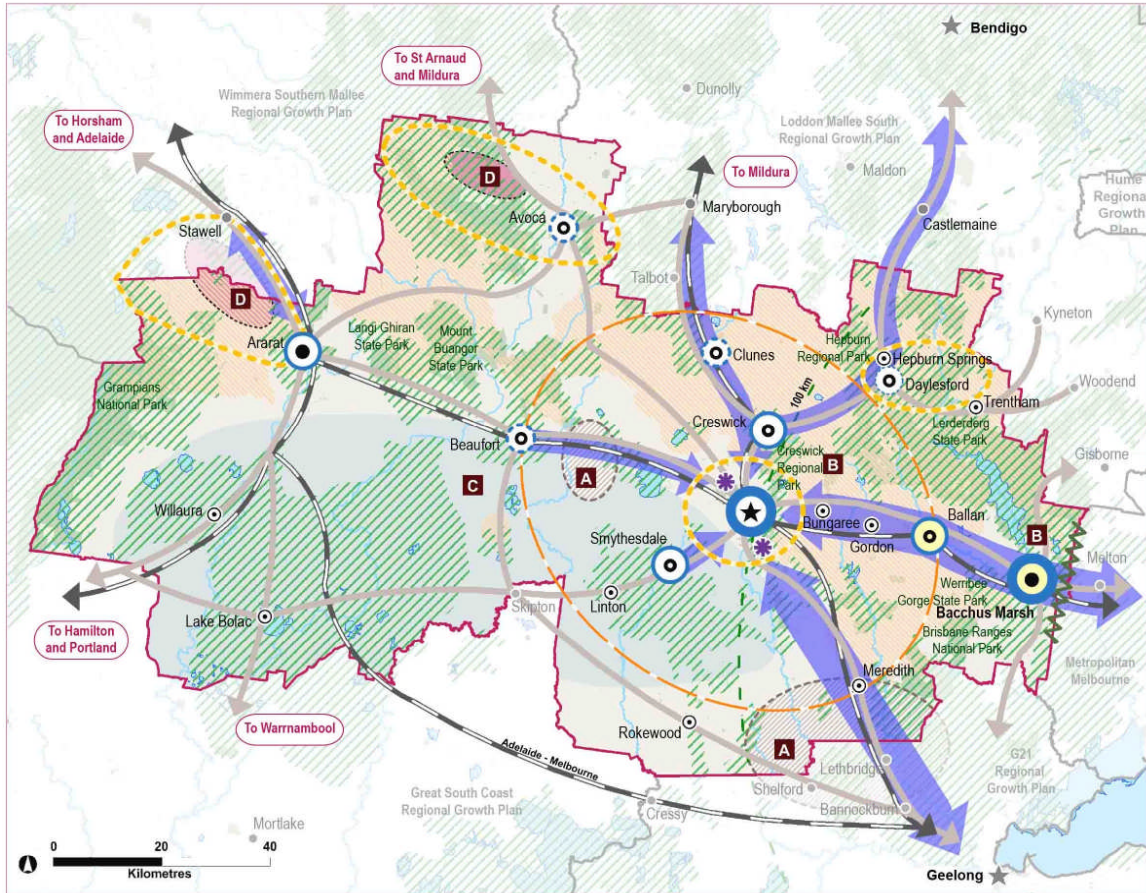 Bendigo
To St Arnaud
and Mildura
Dunolly
Wimmera Southern Mallee
Regional Growth Plan
To Horsham
and Adelaide
Loddon Mallee South
Regional Growth Plan
Maldon
To Mildura
Hume
Regional
Growth
Plan
D
Avoca
Maryborough
Castlemaine
Stawell
Talbot
D
Ararat
Langi Ghiran
State Park
Mount
Buangor
State Park
Clunes
Hepburn
Regional Park
Hepburn Springs
Daylesford
Kyneton
Woodend
Trentham
Lerderderg
State Park
Grampians
National Park
100 km
Creswick
Creswick
Regional
Park
B
Gisborne
Beaufort
A
C
Willaura
Bungaree
Gordon
Ballan
B
Melton
Smythesdale
Linton
Skipton
Werribee
Gorge State Park
Bacchus Marsh
Brisbane Ranges
National Park
Lake Bolac
To Hamilton
and Portland
Metropolitan
Melbourne
Meredith
To Warrnambool
Rokewood
A
Adelaide - Melbourne
Lethbridge
Shelford
Bannockburn
G21
Regional
Growth Plan
Great South Coast
Regional Growth Plan
Cressy
Mortlake
0 20 40
Kilometres
Geelong